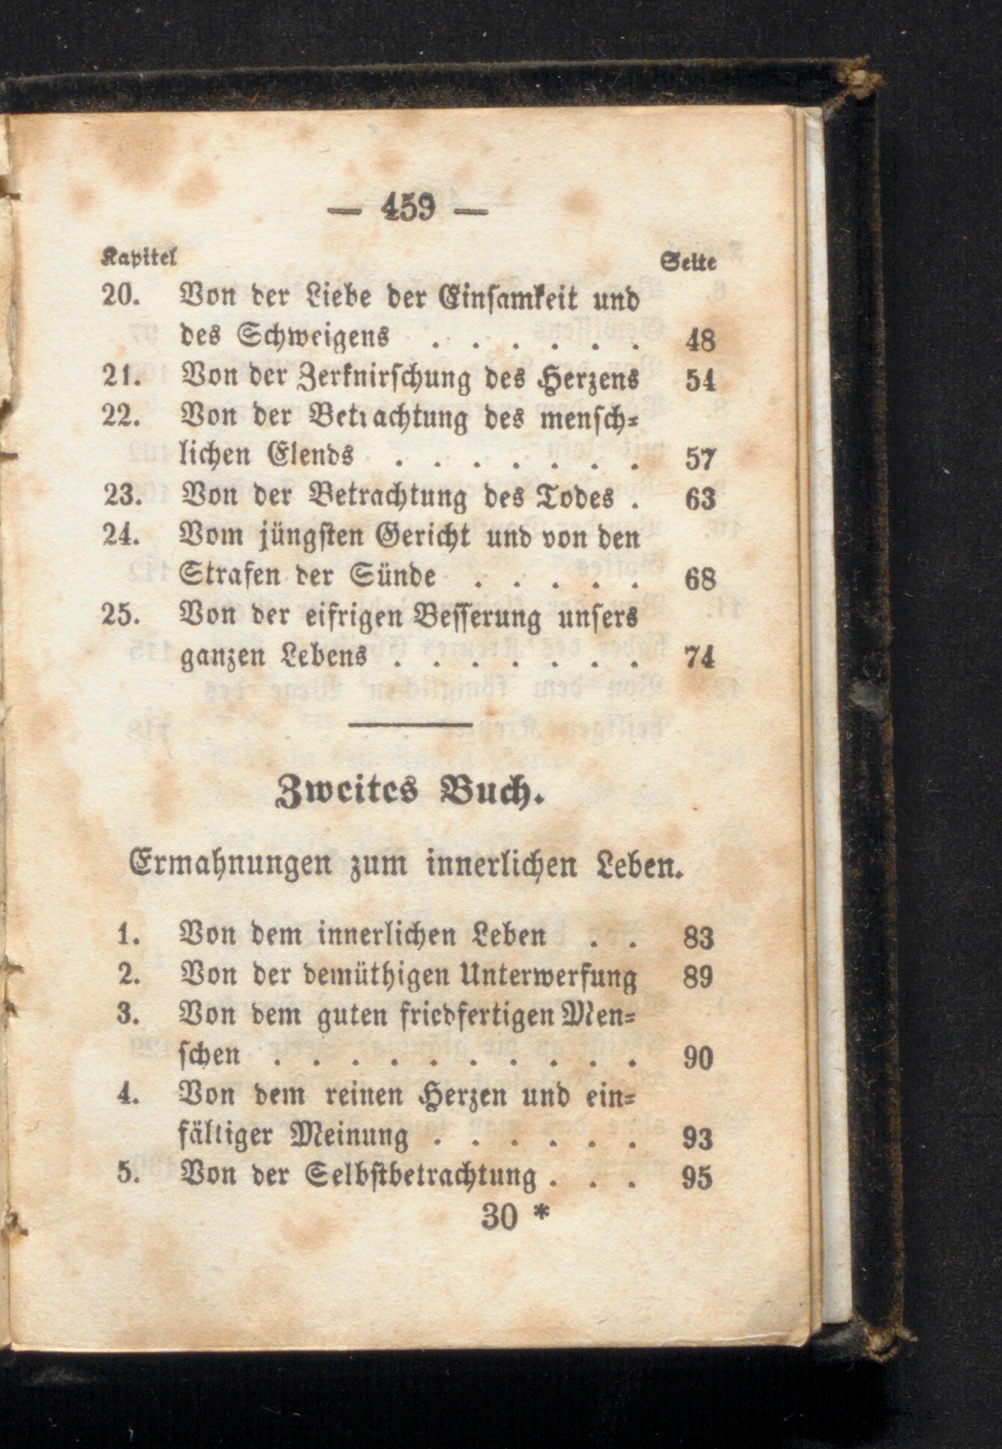 — 459 —
Kapitel Seite
20. Von der Liebe der Einsamkeit und
des Schweigens . . . . . . 48
21. Von der Zerknirschung des Herzens 54
22. Von der Betrachtung des mensch-
lichen Elends . . . . . . . 57
23. Von der Betrachtung des Todes . 63
24. Vom jüngsten Gericht und von den
Strafen der Sünde . . . . . 68
25. Von der eifrigen Besserung unsers
ganzen Lebens . . . . . . . 74
Zweites Buch.
Ermahnungen zum innerlichen Leben.
1. Von dem innerlichen Leben . . 83
2. Von der demüthigen Unterwerfung 89
3. Von dem guten friedfertigen Men-
schen . . . . . . . . . . 90
4. Von dem reinen Herzen und ein-
fältiger Meinung . . . . . . 93
5. Von der Selbstbetrachtung . . . 95
30 *